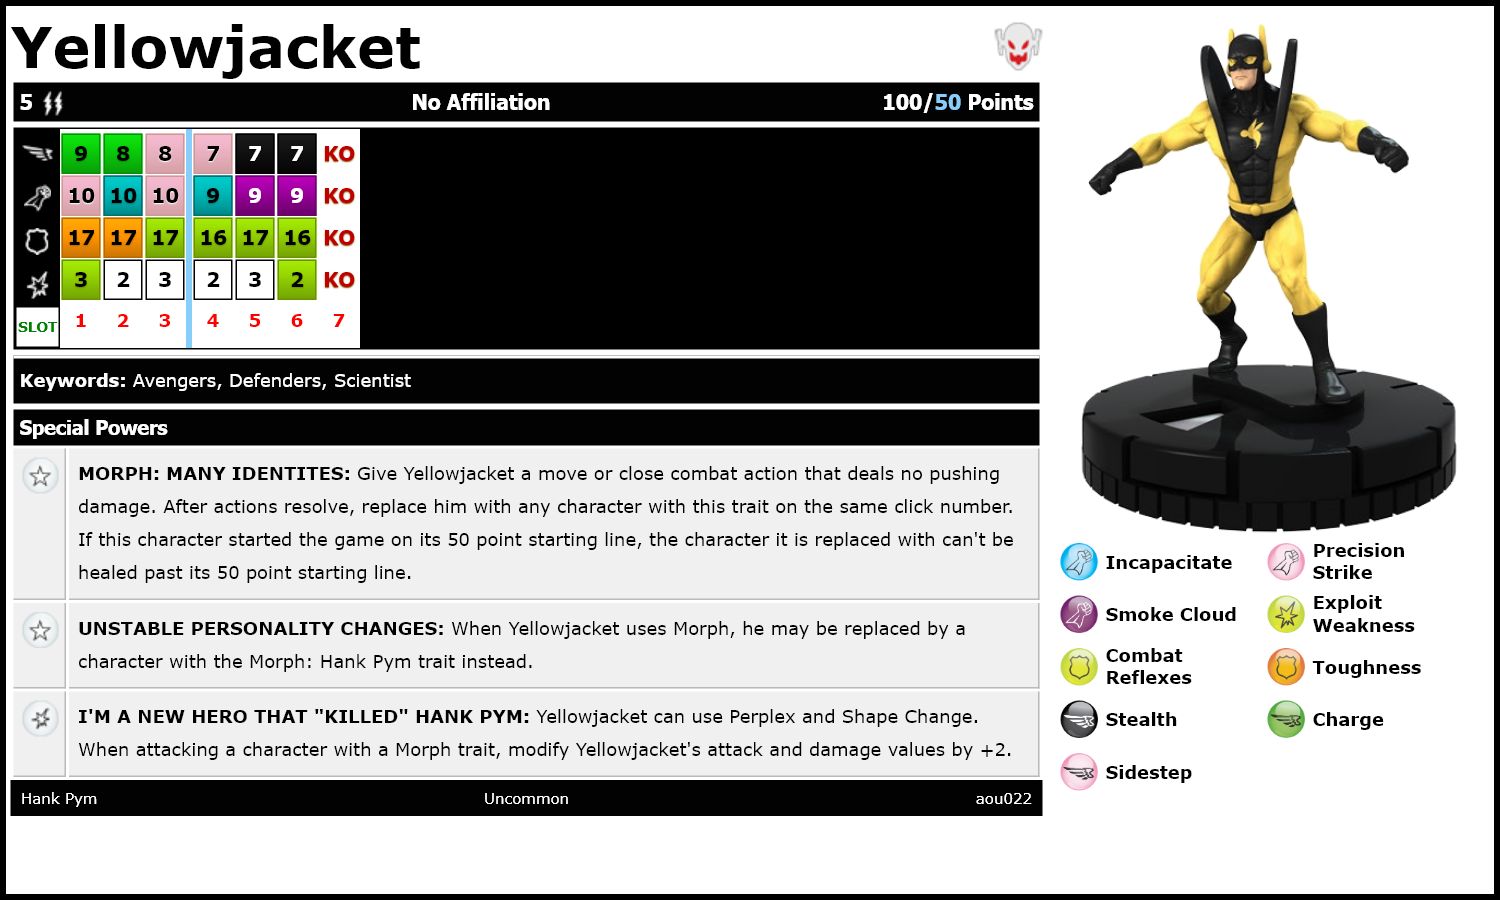 Yellowjacket
5 No Affiliation 100/50 Points
9 8 8 7 7 7 KO
10 10 10 9 9 9 KO
17 17 17 16 17 16 KO
3 2 3 2 3 2 KO
SLOT 1 2 3 4 5 6 7
Keywords: Avengers, Defenders, Scientist
Special Powers
MORPH: MANY IDENTITES: Give Yellowjacket a move or close combat action that deals no pushing
damage. After actions resolve, replace him with any character with this trait on the same click number.
If this character started the game on its 50 point starting line, the character it is replaced with can't be
healed past its 50 point starting line.
UNSTABLE PERSONALITY CHANGES: When Yellowjacket uses Morph, he may be replaced by a
character with the Morph: Hank Pym trait instead.
I'M A NEW HERO THAT "KILLED" HANK PYM: Yellowjacket can use Perplex and Shape Change.
When attacking a character with a Morph trait, modify Yellowjacket's attack and damage values by +2.
Hank Pym Uncommon aou022
Incapacitate
Precision
Strike
Smoke Cloud
Exploit
Weakness
Combat
Reflexes
Toughness
Stealth
Charge
Sidestep